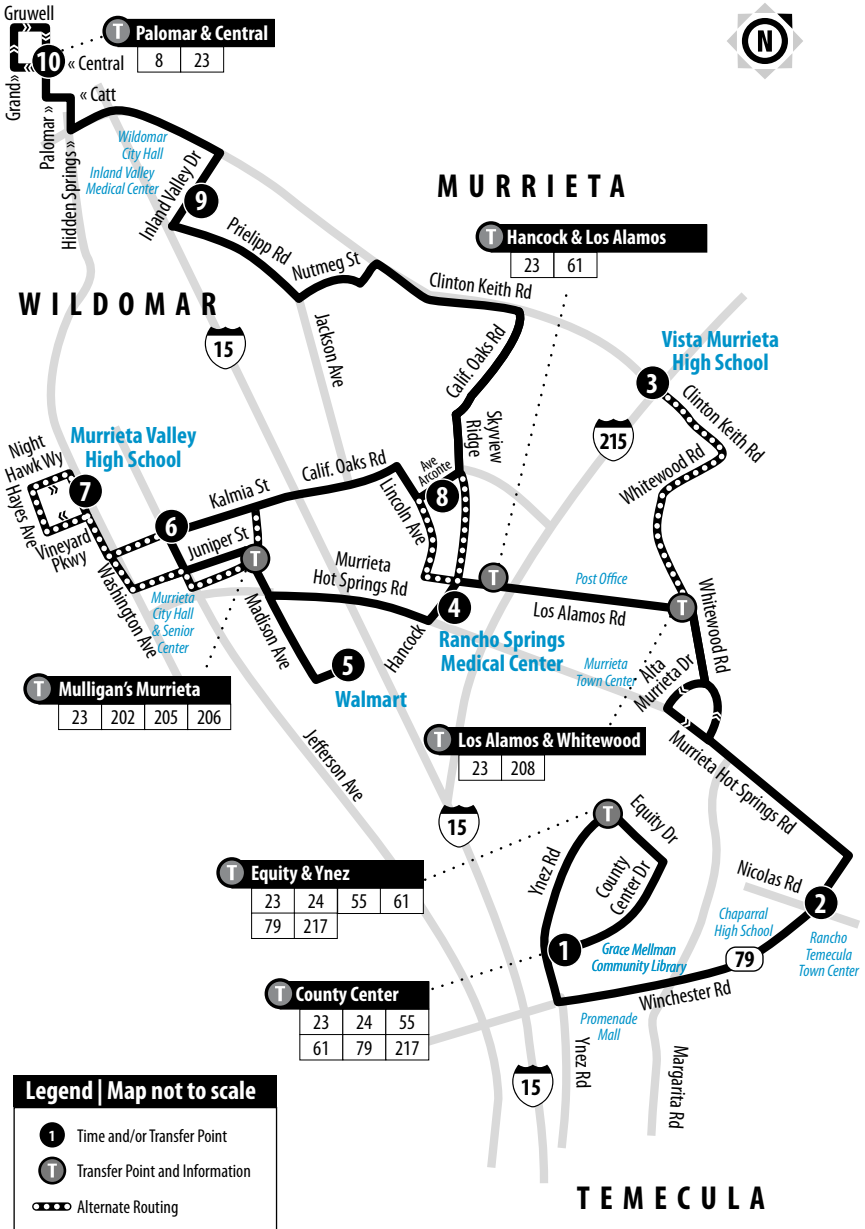 Gruwell
T Palomar & Central
8 23
N
10
« Central
Grand »
« Catt
Palomar »
Hidden Springs »
Wildomar
City Hall
Inland Valley
Medical Center
Inland Valley Dr
9
Prielipp Rd
MURRIETA
T Hancock & Los Alamos
23 61
Nutmeg St
Clinton Keith Rd
WILDOMAR
15
Jackson Ave
Calif. Oaks Rd
Vista Murrieta
High School
3
Clinton Keith Rd
Skyview
Ridge
215
Whitewood Rd
Night
Hawk Wy
Murrieta Valley
High School
7
Hayes Ave
Vineyard
Pkwy
Calif. Oaks Rd
Kalmia St
Ave
Arconte
8
Lincoln Ave
6
Juniper St
T
Washington Ave
Murrieta
City Hall
& Senior
Center
Murrieta
Hot Springs Rd
T
Post Office
Los Alamos Rd
T
Whitewood Rd
4
Hancock
Rancho Springs
Medical Center
Madison Ave
5
Walmart
Murrieta
Town Center
Alta
Murrieta Dr
T Mulligan's Murrieta
23 202 205 206
T Los Alamos & Whitewood
23 208
Murrieta Hot Springs Rd
Jefferson Ave
15
T
Equity Dr
Ynez Rd
County
Center Dr
T Equity & Ynez
23 24 55 61
79 217
Nicolas Rd
2
Chaparral
High School
Rancho
Temecula
Town Center
1
Grace Mellman
Community Library
79
Winchester Rd
T County Center
23 24 55
61 79 217
Promenade
Mall
Ynez Rd
Margarita Rd
15
Legend | Map not to scale
1 Time and/or Transfer Point
T Transfer Point and Information
Alternate Routing
TEMECULA